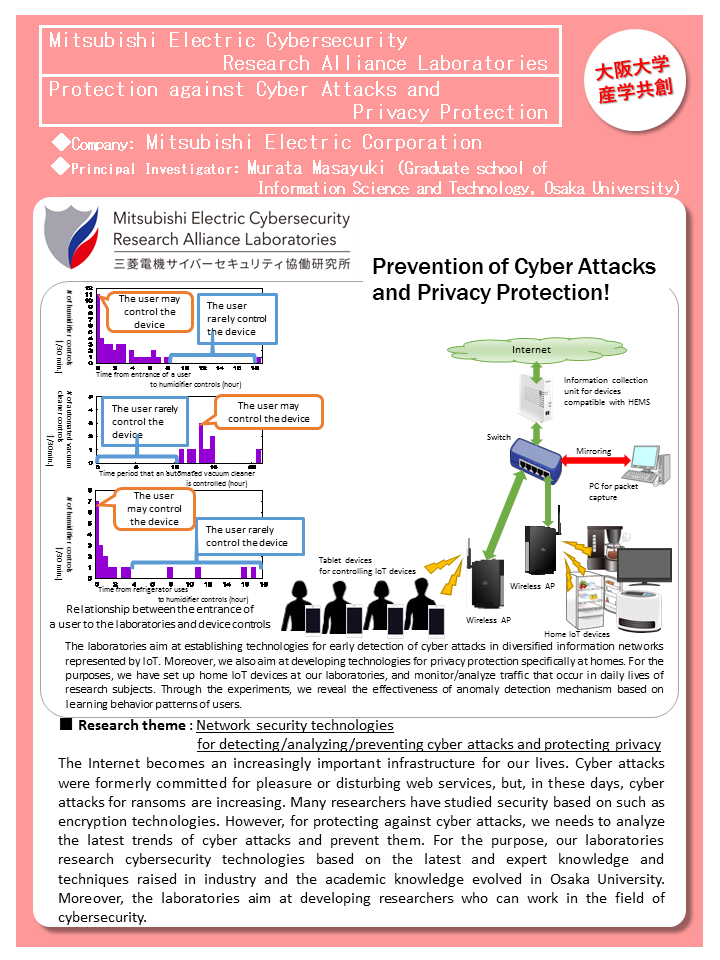 Mitsubishi Electric Cybersecurity
Research Alliance Laboratories
Protection against Cyber Attacks and
Privacy Protection
大阪大学
産学共創
◆Company: Mitsubishi Electric Corporation
◆Principal Investigator: Murata Masayuki (Graduate school of
Information Science and Technology, Osaka University)
Mitsubishi Electric Cybersecurity
Research Alliance Laboratories
三菱電機サイバーセキュリティ協働研究所
Prevention of Cyber Attacks
and Privacy Protection!
# of humidifier controls
[/30 min]
The user may
control the
device
The user
rarely control
the device
Time from entrance of a user
to humidifier controls (hour)
# of automated vacuum
cleaner controls
[/30min]
The user rarely
control the
device
The user may
control the device
Time period that an automated vacuum cleaner
is controlled (hour)
# of humidifier controls
[/30 min]
The user
may control
the device
The user rarely
control the device
Time from refrigerator uses
to humidifier controls (hour)
Relationship between the entrance of
a user to the laboratories and device controls
Internet
Information collection
unit for devices
compatible with HEMS
Switch
Mirroring
PC for packet
capture
Tablet devices
for controlling IoT devices
Wireless AP
Wireless AP
Home IoT devices
The laboratories aim at establishing technologies for early detection of cyber attacks in diversified information networks
represented by IoT. Moreover, we also aim at developing technologies for privacy protection specifically at homes. For the
purposes, we have set up home IoT devices at our laboratories, and monitor/analyze traffic that occur in daily lives of
research subjects. Through the experiments, we reveal the effectiveness of anomaly detection mechanism based on
learning behavior patterns of users.
■ Research theme : Network security technologies
for detecting/analyzing/preventing cyber attacks and protecting privacy
The Internet becomes an increasingly important infrastructure for our lives. Cyber attacks
were formerly committed for pleasure or disturbing web services, but, in these days, cyber
attacks for ransoms are increasing. Many researchers have studied security based on such as
encryption technologies. However, for protecting against cyber attacks, we needs to analyze
the latest trends of cyber attacks and prevent them. For the purpose, our laboratories
research cybersecurity technologies based on the latest and expert knowledge and
techniques raised in industry and the academic knowledge evolved in Osaka University.
Moreover, the laboratories aim at developing researchers who can work in the field of
cybersecurity.